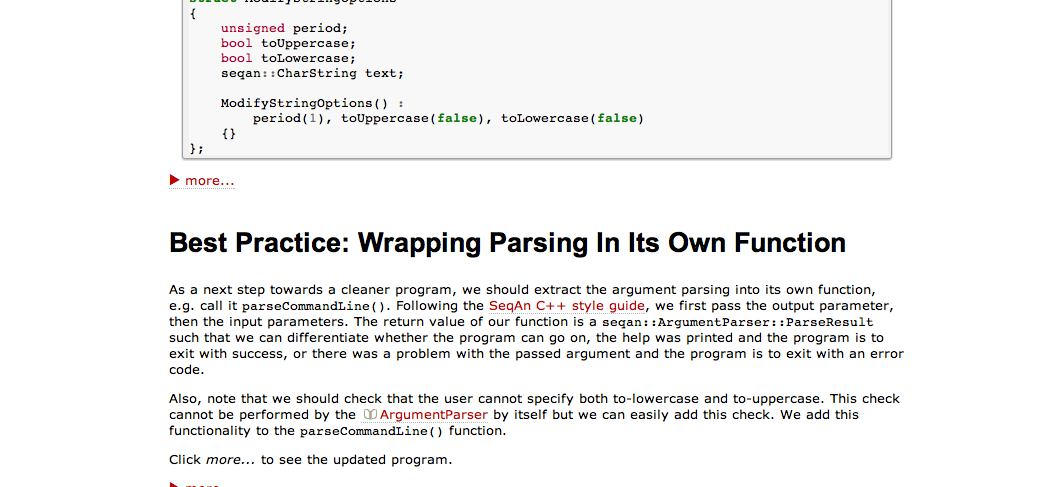 struct ModifyStringOptions
{
unsigned period;
bool toUppercase;
bool toLowercase;
seqan::CharString text;
ModifyStringOptions() :
period(1), toUppercase(false), toLowercase(false)
{}
};
more...
Best Practice: Wrapping Parsing In Its Own Function
As a next step towards a cleaner program, we should extract the argument parsing into its own function,
e.g. call it parseCommandLine(). Following the SeqAn C++ style guide, we first pass the output parameter,
then the input parameters. The return value of our function is a seqan::ArgumentParser::ParseResult
such that we can differentiate whether the program can go on, the help was printed and the program is to
exit with success, or there was a problem with the passed argument and the program is to exit with an error
code.
Also, note that we should check that the user cannot specify both to-lowercase and to-uppercase. This check
cannot be performed by the ArgumentParser by itself but we can easily add this check. We add this
functionality to the parseCommandLine() function.
Click more... to see the updated program.
more...